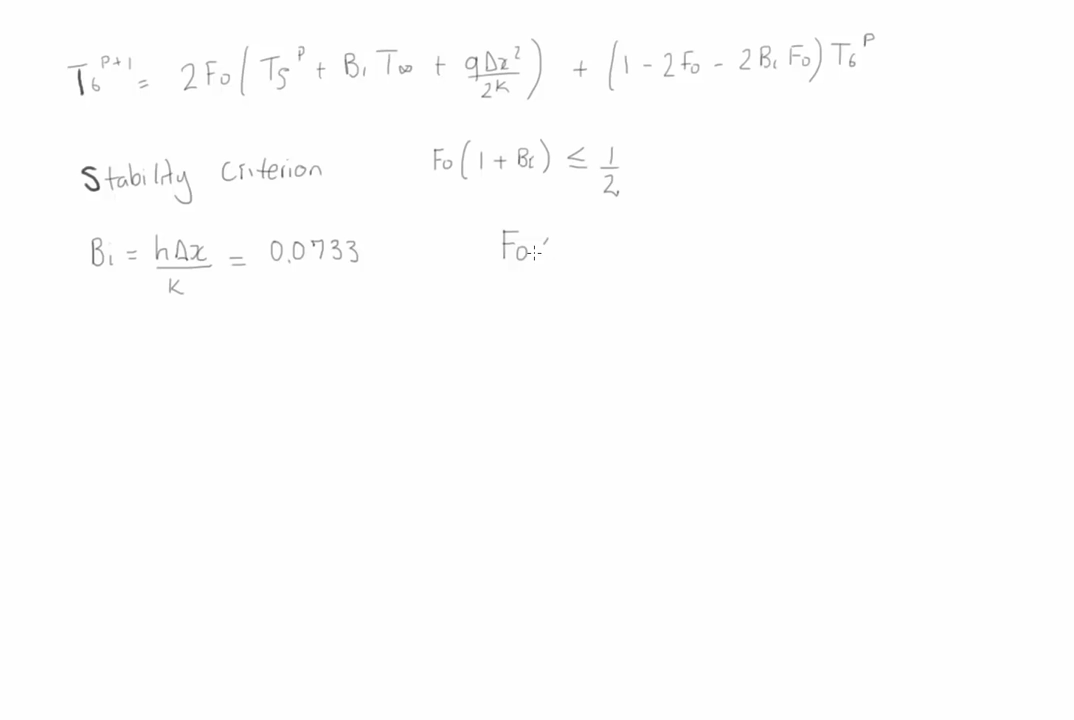 T₆^(P+1) = 2Fo(T₅^P + Bi T∞ + qΔx²/2k) + (1 - 2Fo - 2Bi Fo) T₆^P
Stability Criterion Fo(1 + Bi) ≤ 1/2
Bi = hΔx/k = 0.0733 Fo